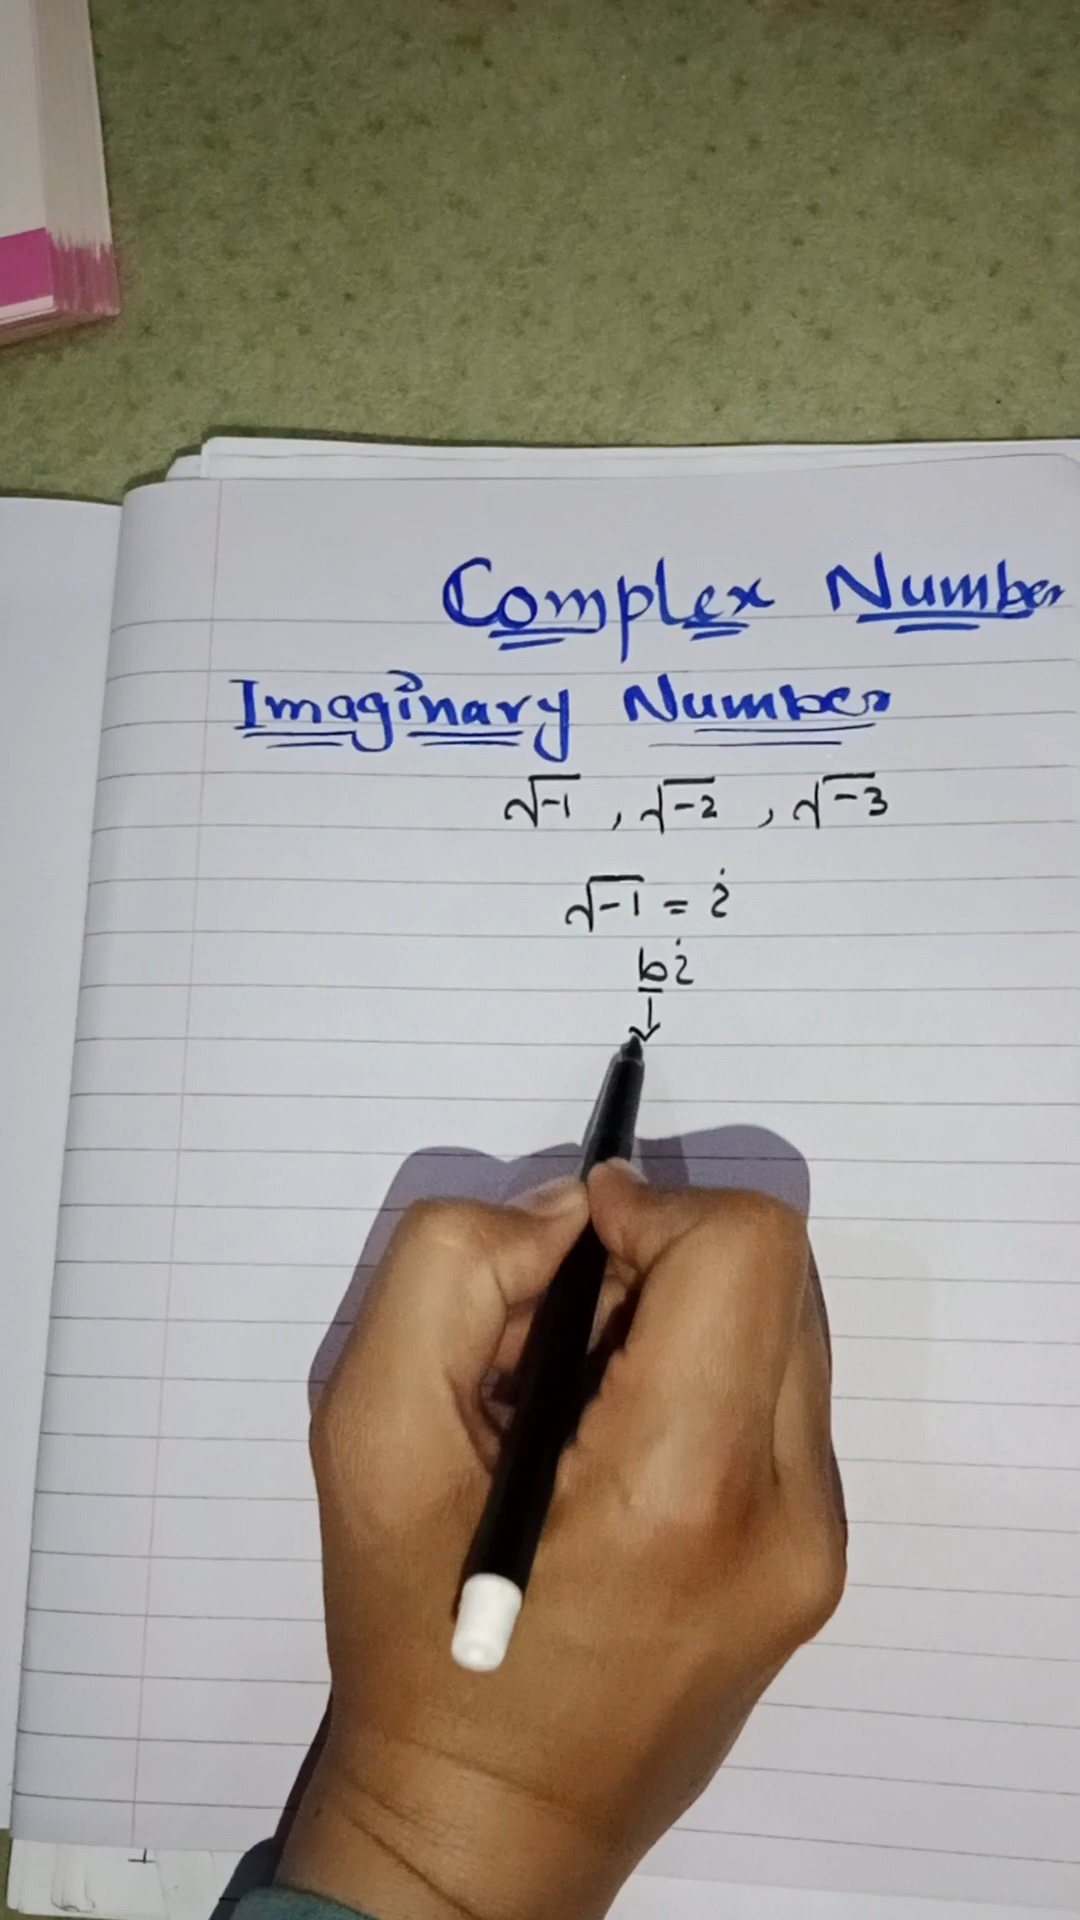 Complex Number
Imaginary Number
√-1 , √-2 , √-3
√-1 = i
bi
↓